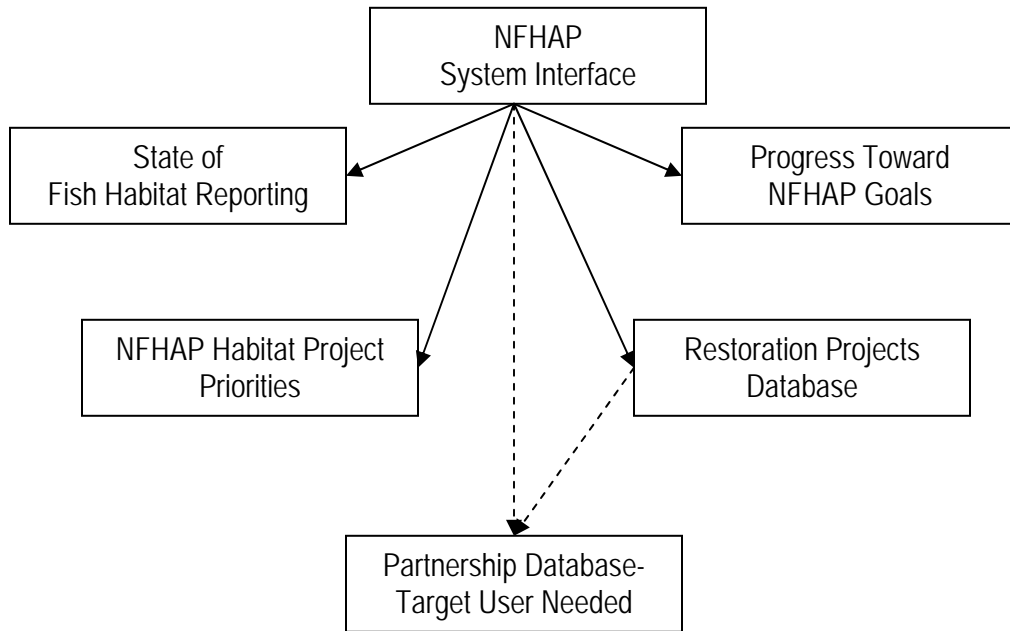 NFHAP
System Interface
State of
Fish Habitat Reporting
Progress Toward
NFHAP Goals
NFHAP Habitat Project
Priorities
Restoration Projects
Database
Partnership Database-
Target User Needed